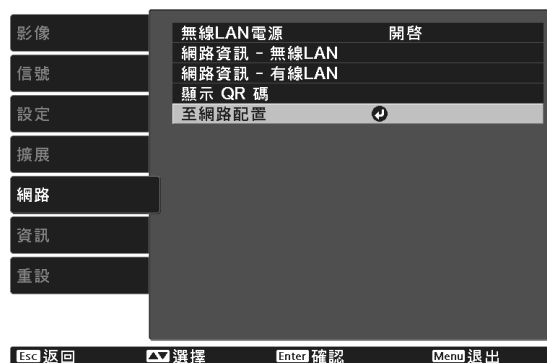 影像
信號
設定
擴展
網路
資訊
重設
無線LAN電源 開啓
網路資訊 - 無線LAN
網路資訊 - 有線LAN
顯示 QR 碼
至網路配置
Esc 返回 選擇 Enter 確認 Menu 退出